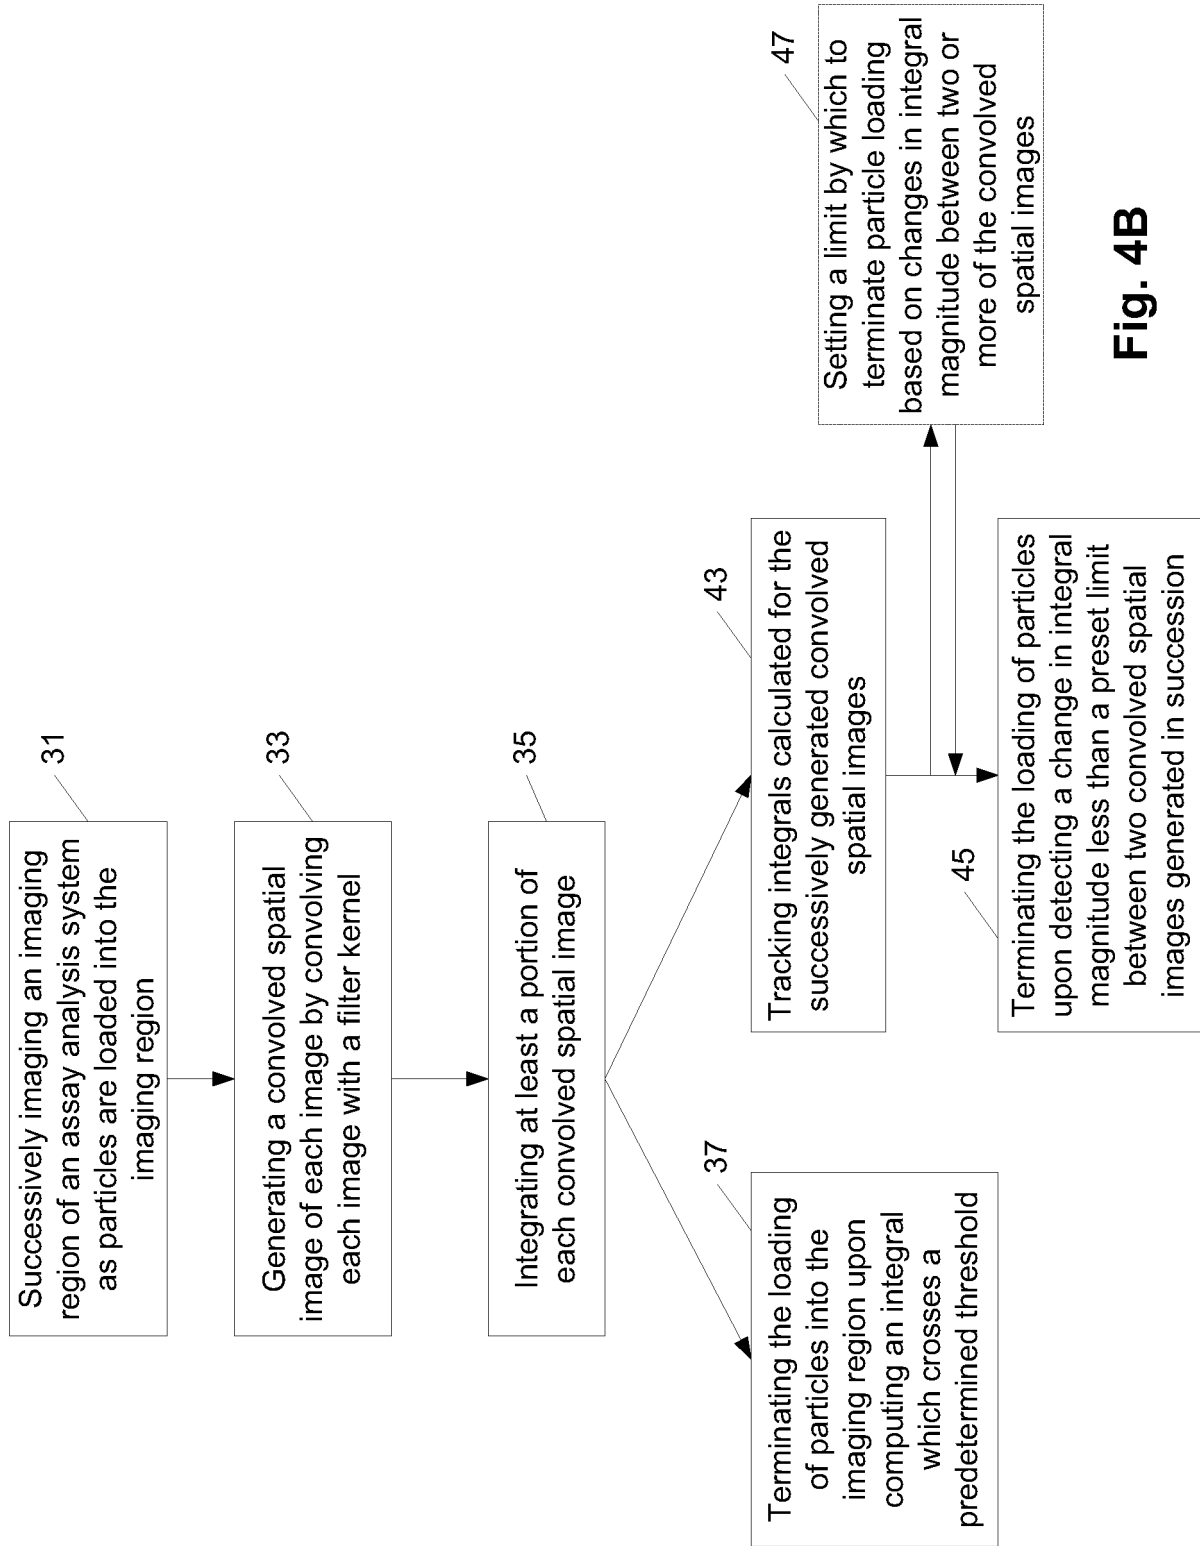 31
Successively imaging an imaging
region of an assay analysis system
as particles are loaded into the
imaging region
33
Generating a convolved spatial
image of each image by convolving
each image with a filter kernel
35
Integrating at least a portion of
each convolved spatial image
37
Terminating the loading
of particles into the
imaging region upon
computing an integral
which crosses a
predetermined threshold
43
Tracking integrals calculated for the
successively generated convolved
spatial images
45
Terminating the loading of particles
upon detecting a change in integral
magnitude less than a preset limit
between two convolved spatial
images generated in succession
47
Setting a limit by which to
terminate particle loading
based on changes in integral
magnitude between two or
more of the convolved
spatial images
Fig. 4B